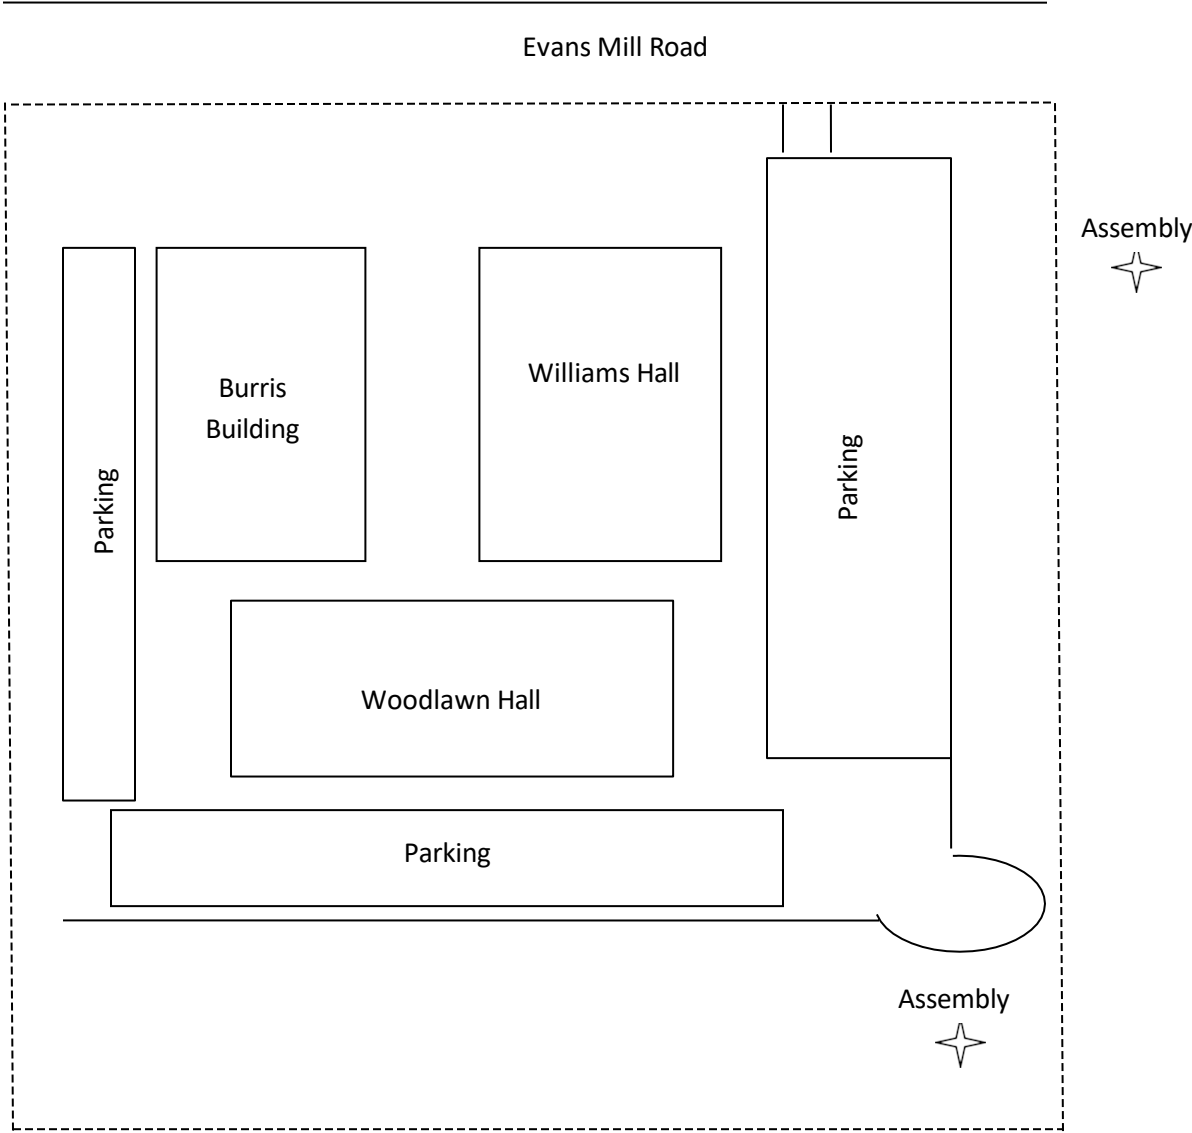 Evans Mill Road
Assembly
Burris
Building
Williams Hall
Parking
Parking
Woodlawn Hall
Parking
Assembly